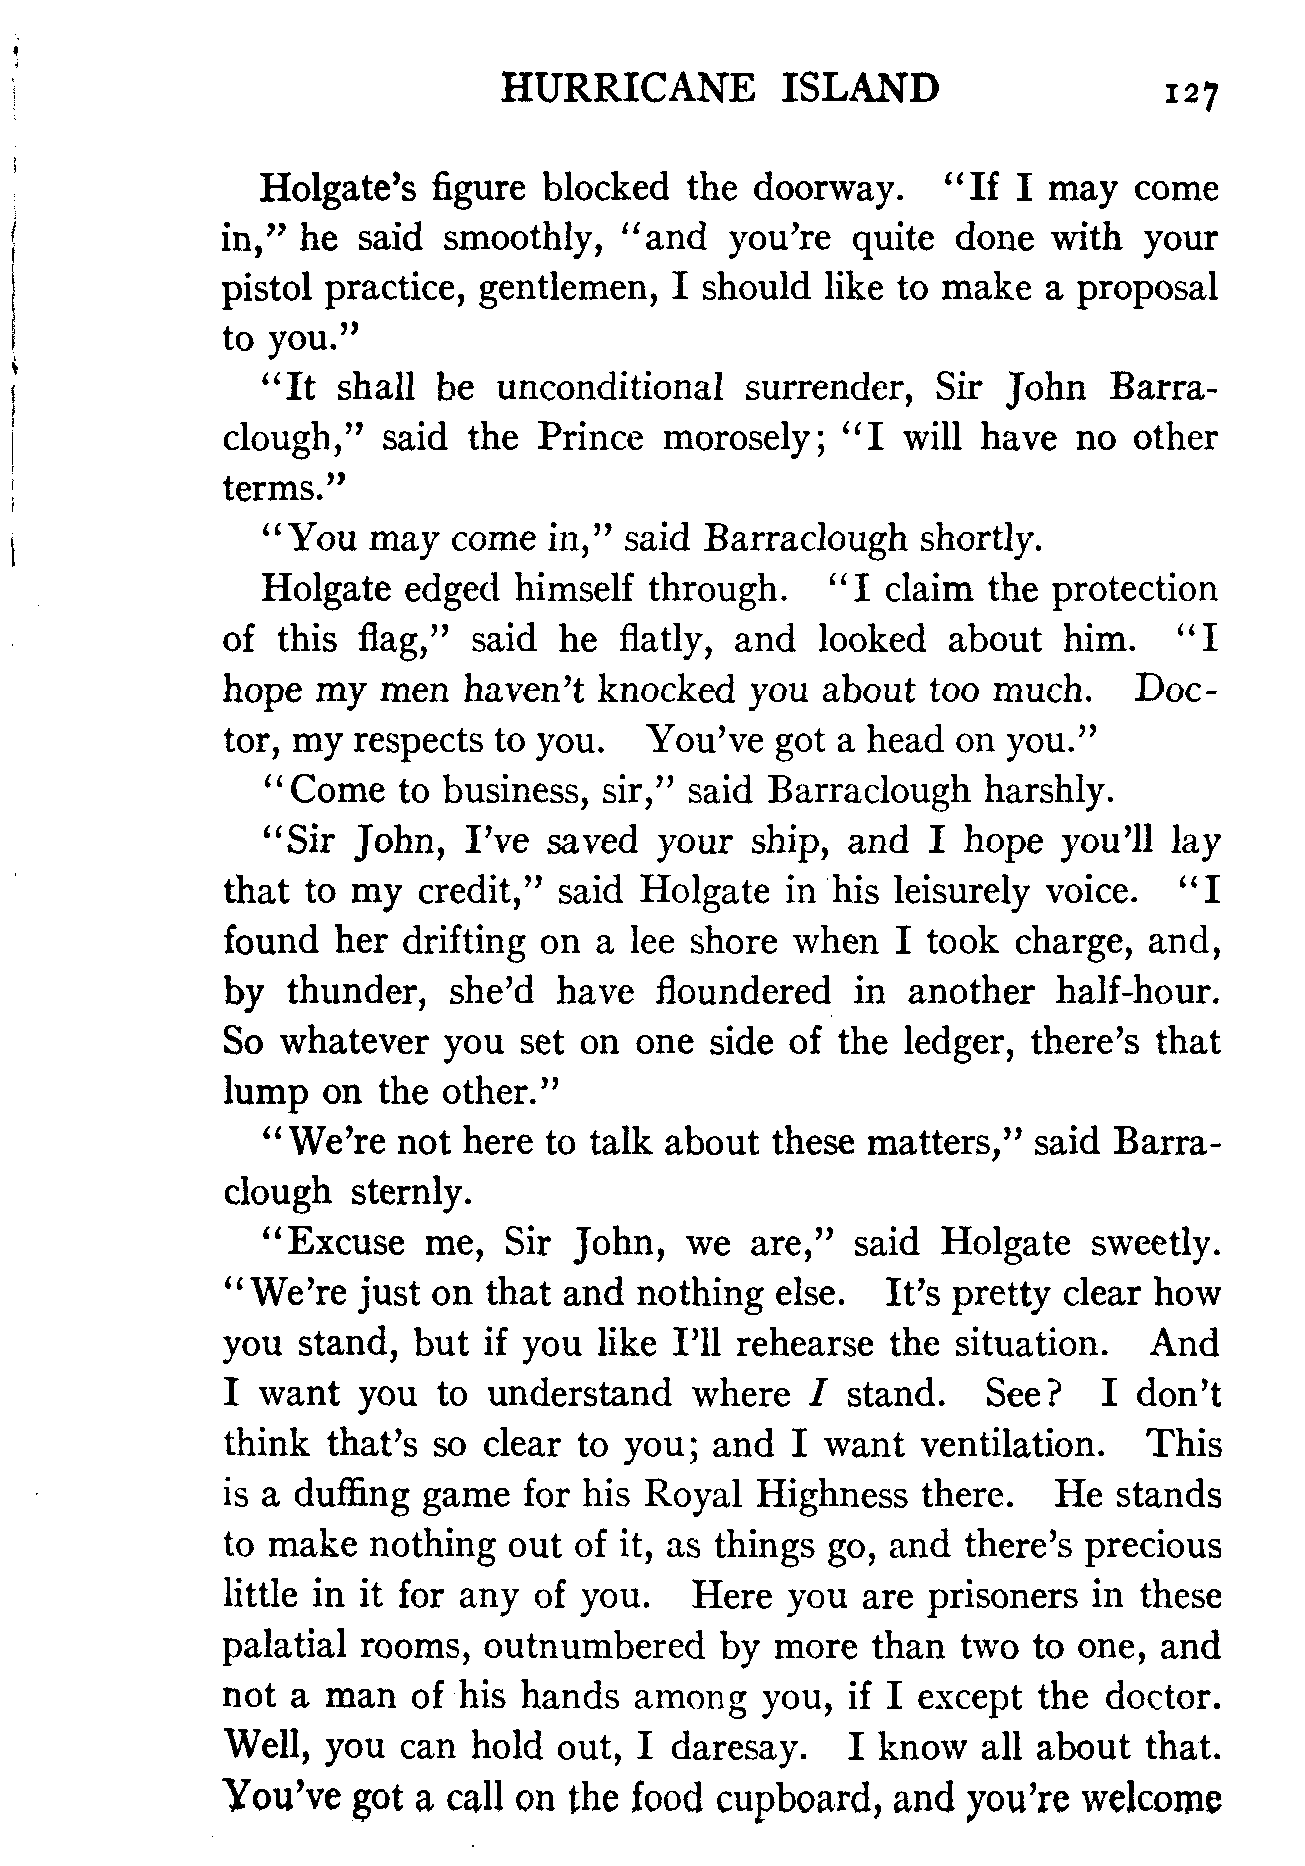 HURRICANE ISLAND 127
Holgate's figure blocked the doorway. "If I may come
in," he said smoothly, "and you're quite done with your
pistol practice, gentlemen, I should like to make a proposal
to you."
"It shall be unconditional surrender, Sir John Barra-
clough," said the Prince morosely; "I will have no other
terms."
"You may come in," said Barraclough shortly.
Holgate edged himself through. "I claim the protection
of this flag," said he flatly, and looked about him. "I
hope my men haven't knocked you about too much. Doc-
tor, my respects to you. You've got a head on you."
"Come to business, sir," said Barraclough harshly.
"Sir John, I've saved your ship, and I hope you'll lay
that to my credit," said Holgate in his leisurely voice. "I
found her drifting on a lee shore when I took charge, and,
by thunder, she'd have floundered in another half-hour.
So whatever you set on one side of the ledger, there's that
lump on the other."
"We're not here to talk about these matters," said Barra-
clough sternly.
"Excuse me, Sir John, we are," said Holgate sweetly.
"We're just on that and nothing else. It's pretty clear how
you stand, but if you like I'll rehearse the situation. And
I want you to understand where I stand. See? I don't
think that's so clear to you; and I want ventilation. This
is a duffing game for his Royal Highness there. He stands
to make nothing out of it, as things go, and there's precious
little in it for any of you. Here you are prisoners in these
palatial rooms, outnumbered by more than two to one, and
not a man of his hands among you, if I except the doctor.
Well, you can hold out, I daresay. I know all about that.
You've got a call on the food cupboard, and you're welcome